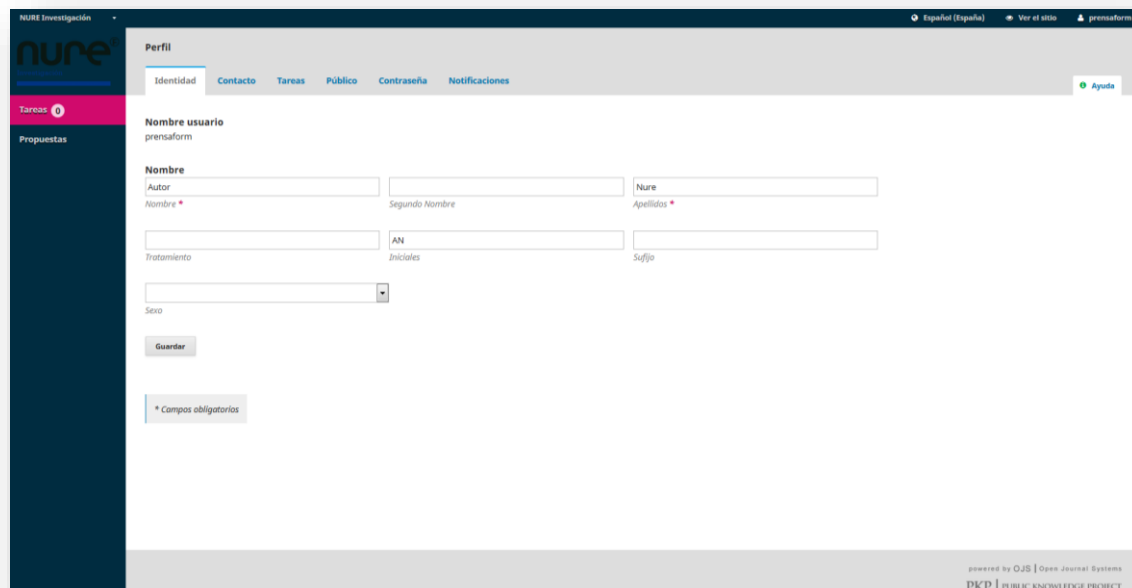 NURE Investigación Español (España) Ver el sitio prensaform
nure®
Perfil
Identidad Contacto Tareas Público Contraseña Notificaciones
Ayuda
Tareas 0
Propuestas
Nombre usuario
prensaform
Nombre
Autor Nure
Nombre * Segundo Nombre Apellidos *
AN
Tratamiento Iniciales Sufijo
Sexo
Guardar
* Campos obligatorios
powered by OJS | Open Journal Systems
PKP | PUBLIC KNOWLEDGE PROJECT